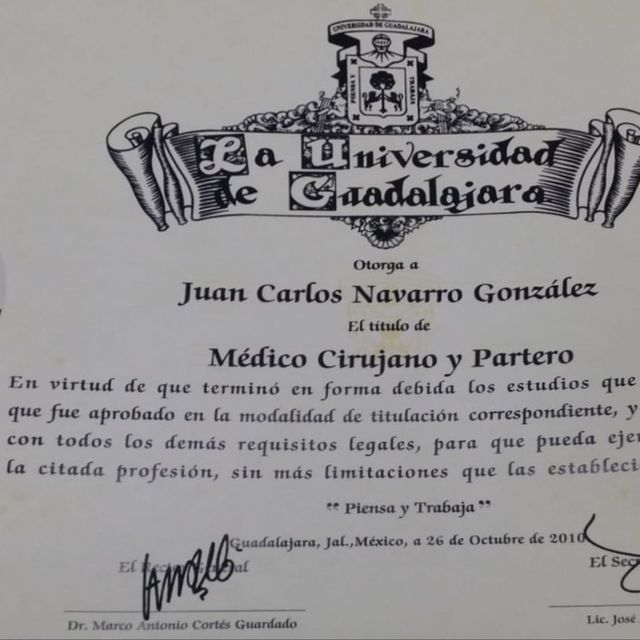 UNIVERSIDAD DE GUADALAJARA
PIENSA Y
TRABAJA
La Universidad
de Guadalajara
Otorga a
Juan Carlos Navarro González
El título de
Médico Cirujano y Partero
En virtud de que terminó en forma debida los estudios que
que fue aprobado en la modalidad de titulación correspondiente, y
con todos los demás requisitos legales, para que pueda eje
la citada profesión, sin más limitaciones que las estableci
“ Piensa y Trabaja ”
Guadalajara, Jal.,México, a 26 de Octubre de 2010
El Rector General
El Sec
Dr. Marco Antonio Cortés Guardado
Lic. José